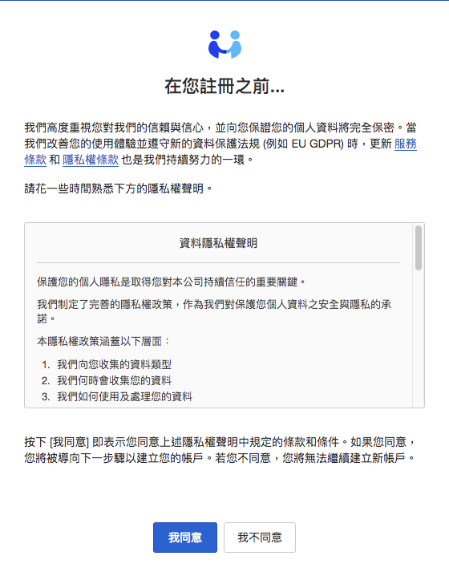 在您註冊之前...
我們高度重視您對我們的信賴與信心，並向您保證您的個人資料將完全保密。當
我們改善您的使用體驗並遵守新的資料保護法規 (例如 EU GDPR) 時，更新 服務
條款 和 隱私權條款 也是我們持續努力的一環。
請花一些時間熟悉下方的隱私權聲明。
資料隱私權聲明
保護您的個人隱私是取得您對本公司持續信任的重要關鍵。
我們制定了完善的隱私權政策，作為我們對保護您個人資料之安全與隱私的承
諾。
本隱私權政策涵蓋以下層面：
1. 我們向您收集的資料類型
2. 我們何時會收集您的資料
3. 我們如何使用及處理您的資料
按下 [我同意] 即表示您同意上述隱私權聲明中規定的條款和條件。如果您同意，
您將被導向下一步驟以建立您的帳戶。若您不同意，您將無法繼續建立新帳戶。
我同意
我不同意